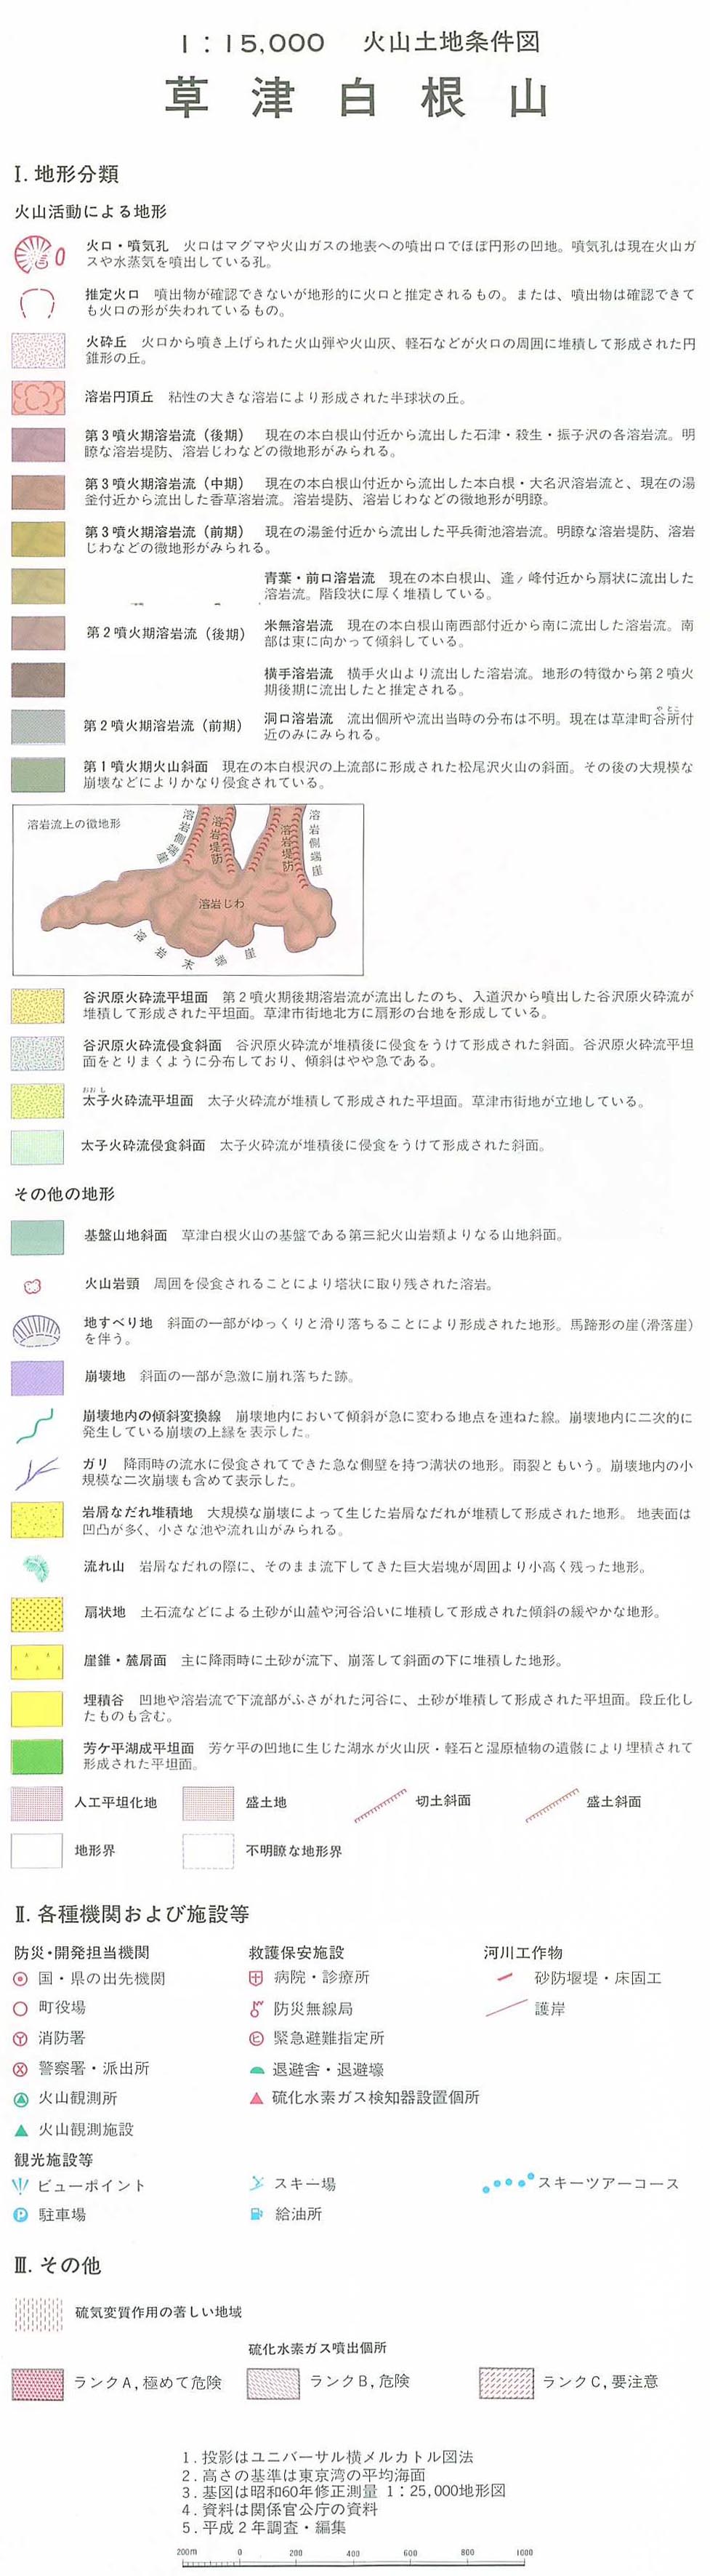 1：15,000　火山土地条件図
草津白根山
Ⅰ. 地形分類
火山活動による地形
火口・噴気孔　火口はマグマや火山ガスの地表への噴出口でほぼ円形の凹地。噴気孔は現在火山ガ
スや水蒸気を噴出している孔。
推定火口　噴出物が確認できないが地形的に火口と推定されるもの。または、噴出物は確認できて
も火口の形が失われているもの。
火砕丘　火口から噴き上げられた火山弾や火山灰、軽石などが火口の周囲に堆積して形成された円
錐形の丘。
溶岩円頂丘　粘性の大きな溶岩により形成された半球状の丘。
第3噴火期溶岩流（後期）　現在の本白根山付近から流出した石津・殺生・振子沢の各溶岩流。明
瞭な溶岩堤防、溶岩じわなどの微地形がみられる。
第3噴火期溶岩流（中期）　現在の本白根山付近から流出した本白根・大名沢溶岩流と、現在の湯
釜付近から流出した香草溶岩流。溶岩堤防、溶岩じわなどの微地形が明瞭。
第3噴火期溶岩流（前期）　現在の湯釜付近から流出した平兵衛池溶岩流。明瞭な溶岩堤防、溶岩
じわなどの微地形がみられる。
青葉・前口溶岩流　現在の本白根山、逢ノ峰付近から扇状に流出した
溶岩流。階段状に厚く堆積している。
第2噴火期溶岩流（後期）　米無溶岩流　現在の本白根山南西部付近から南に流出した溶岩流。南
部は東に向かって傾斜している。
横手溶岩流　横手火山より流出した溶岩流。地形の特徴から第2噴火
期後期に流出したと推定される。
第2噴火期溶岩流（前期）　洞口溶岩流　流出個所や流出当時の分布は不明。現在は草津町谷所付
やとこ
近のみにみられる。
第1噴火期火山斜面　現在の本白根沢の上流部に形成された松尾沢火山の斜面。その後の大規模な
崩壊などによりかなり侵食されている。
溶岩流上の微地形
溶岩側端崖
溶岩堤防
溶岩堤防
溶岩側端崖
溶岩じわ
溶岩末端崖
谷沢原火砕流平坦面　第2噴火期後期溶岩流が流出したのち、入道沢から噴出した谷沢原火砕流が
堆積して形成された平坦面。草津市街地北方に扇形の台地を形成している。
谷沢原火砕流侵食斜面　谷沢原火砕流が堆積後に侵食をうけて形成された斜面。谷沢原火砕流平坦
面をとりまくように分布しており、傾斜はやや急である。
おおし
太子火砕流平坦面　太子火砕流が堆積して形成された平坦面。草津市街地が立地している。
太子火砕流侵食斜面　太子火砕流が堆積後に侵食をうけて形成された斜面。
その他の地形
基盤山地斜面　草津白根火山の基盤である第三紀火山岩類よりなる山地斜面。
火山岩頸　周囲を侵食されることにより塔状に取り残された溶岩。
地すべり地　斜面の一部がゆっくりと滑り落ちることにより形成された地形。馬蹄形の崖（滑落崖）
を伴う。
崩壊地　斜面の一部が急激に崩れ落ちた跡。
崩壊地内の傾斜変換線　崩壊地内において傾斜が急に変わる地点を連ねた線。崩壊地内に二次的に
発生している崩壊の上縁を表示した。
ガリ　降雨時の流水に侵食されてできた急な側壁を持つ溝状の地形。雨裂ともいう。崩壊地内の小
規模な二次崩壊も含めて表示した。
岩屑なだれ堆積地　大規模な崩壊によって生じた岩屑なだれが堆積して形成された地形。地表面は
凹凸が多く、小さな池や流れ山がみられる。
流れ山　岩屑なだれの際に、そのまま流下してきた巨大岩塊が周囲より小高く残った地形。
扇状地　土石流などによる土砂が山麓や河谷沿いに堆積して形成された傾斜の緩やかな地形。
崖錐・麓屑面　主に降雨時に土砂が流下、崩落して斜面の下に堆積した地形。
埋積谷　凹地や溶岩流で下流部がふさがれた河谷に、土砂が堆積して形成された平坦面。段丘化し
たものも含む。
芳ケ平湖成平坦面　芳ケ平の凹地に生じた湖水が火山灰・軽石と湿原植物の遺骸により埋積されて
形成された平坦面。
人工平坦化地　盛土地　切土斜面　盛土斜面
地形界　不明瞭な地形界
Ⅱ. 各種機関および施設等
防災・開発担当機関　救護保安施設　河川工作物
国・県の出先機関　病院・診療所　砂防堰堤・床固工
町役場　防災無線局　護岸
消防署　緊急避難指定所
警察署・派出所　退避舎・退避壕
火山観測所　硫化水素ガス検知器設置個所
火山観測施設
観光施設等
ビューポイント　スキー場　スキーツアーコース
駐車場　給油所
Ⅲ. その他
硫気変質作用の著しい地域
硫化水素ガス噴出個所
ランクA,極めて危険　ランクB,危険　ランクC,要注意
1. 投影はユニバーサル横メルカトル図法
2. 高さの基準は東京湾の平均海面
3. 基図は昭和60年修正測量 1：25,000地形図
4. 資料は関係官公庁の資料
5. 平成2年調査・編集
200m 0 200 400 600 800 1000